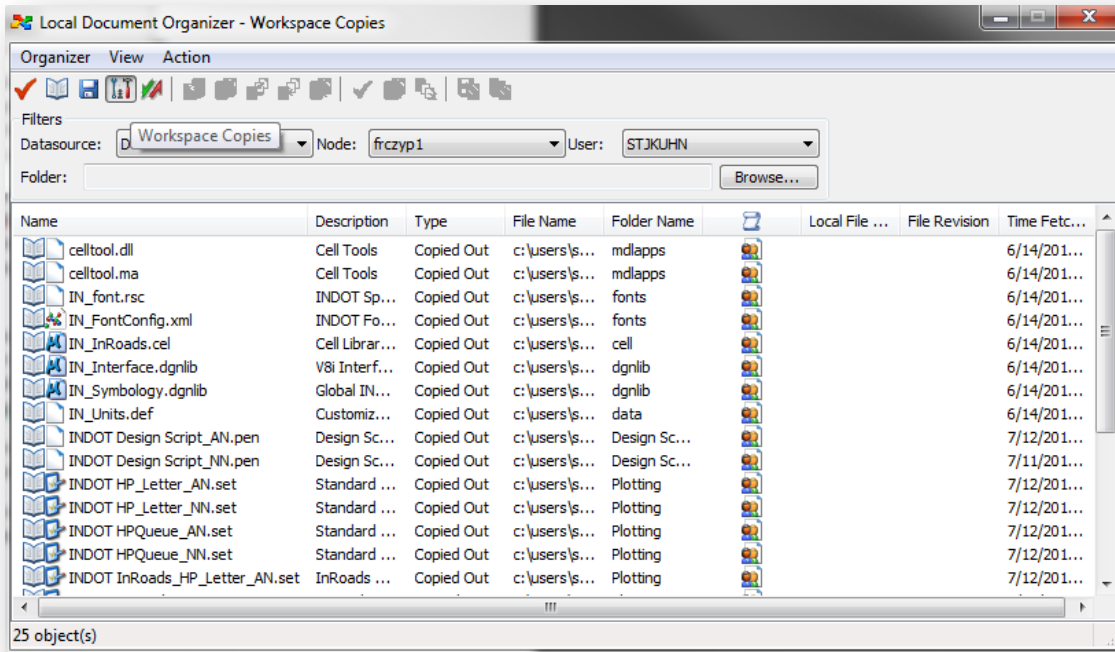 Local Document Organizer - Workspace Copies
Organizer View Action
Filters
Datasource: D Workspace Copies Node: frczyp1 User: STJKUHN
Folder: Browse...
Name Description Type File Name Folder Name Local File ... File Revision Time Fetc...
celltool.dll Cell Tools Copied Out c:\users\s... mdlapps 6/14/201...
celltool.ma Cell Tools Copied Out c:\users\s... mdlapps 6/14/201...
IN_font.rsc INDOT Sp... Copied Out c:\users\s... fonts 6/14/201...
IN_FontConfig.xml INDOT Fo... Copied Out c:\users\s... fonts 6/14/201...
IN_InRoads.cel Cell Librar... Copied Out c:\users\s... cell 6/14/201...
IN_Interface.dgnlib V8i Interf... Copied Out c:\users\s... dgnlib 6/14/201...
IN_Symbology.dgnlib Global IN... Copied Out c:\users\s... dgnlib 6/14/201...
IN_Units.def Customiz... Copied Out c:\users\s... data 6/14/201...
INDOT Design Script_AN.pen Design Sc... Copied Out c:\users\s... Design Sc... 7/12/201...
INDOT Design Script_NN.pen Design Sc... Copied Out c:\users\s... Design Sc... 7/11/201...
INDOT HP_Letter_AN.set Standard ... Copied Out c:\users\s... Plotting 7/12/201...
INDOT HP_Letter_NN.set Standard ... Copied Out c:\users\s... Plotting 7/12/201...
INDOT HPQueue_AN.set Standard ... Copied Out c:\users\s... Plotting 7/12/201...
INDOT HPQueue_NN.set Standard ... Copied Out c:\users\s... Plotting 7/12/201...
INDOT InRoads_HP_Letter_AN.set InRoads ... Copied Out c:\users\s... Plotting 7/12/201...
25 object(s)